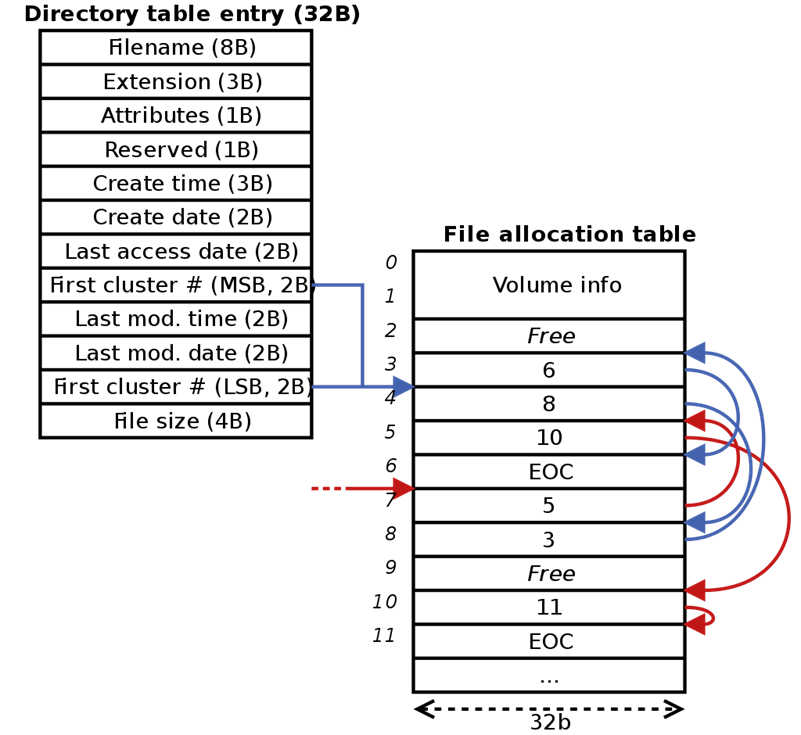 Directory table entry (32B)
Filename (8B)
Extension (3B)
Attributes (1B)
Reserved (1B)
Create time (3B)
Create date (2B)
Last access date (2B)
First cluster # (MSB, 2B)
Last mod. time (2B)
Last mod. date (2B)
First cluster # (LSB, 2B)
File size (4B)
File allocation table
0
1
Volume info
2
Free
3
6
4
8
5
10
6
EOC
7
5
8
3
9
Free
10
11
11
EOC
...
32b